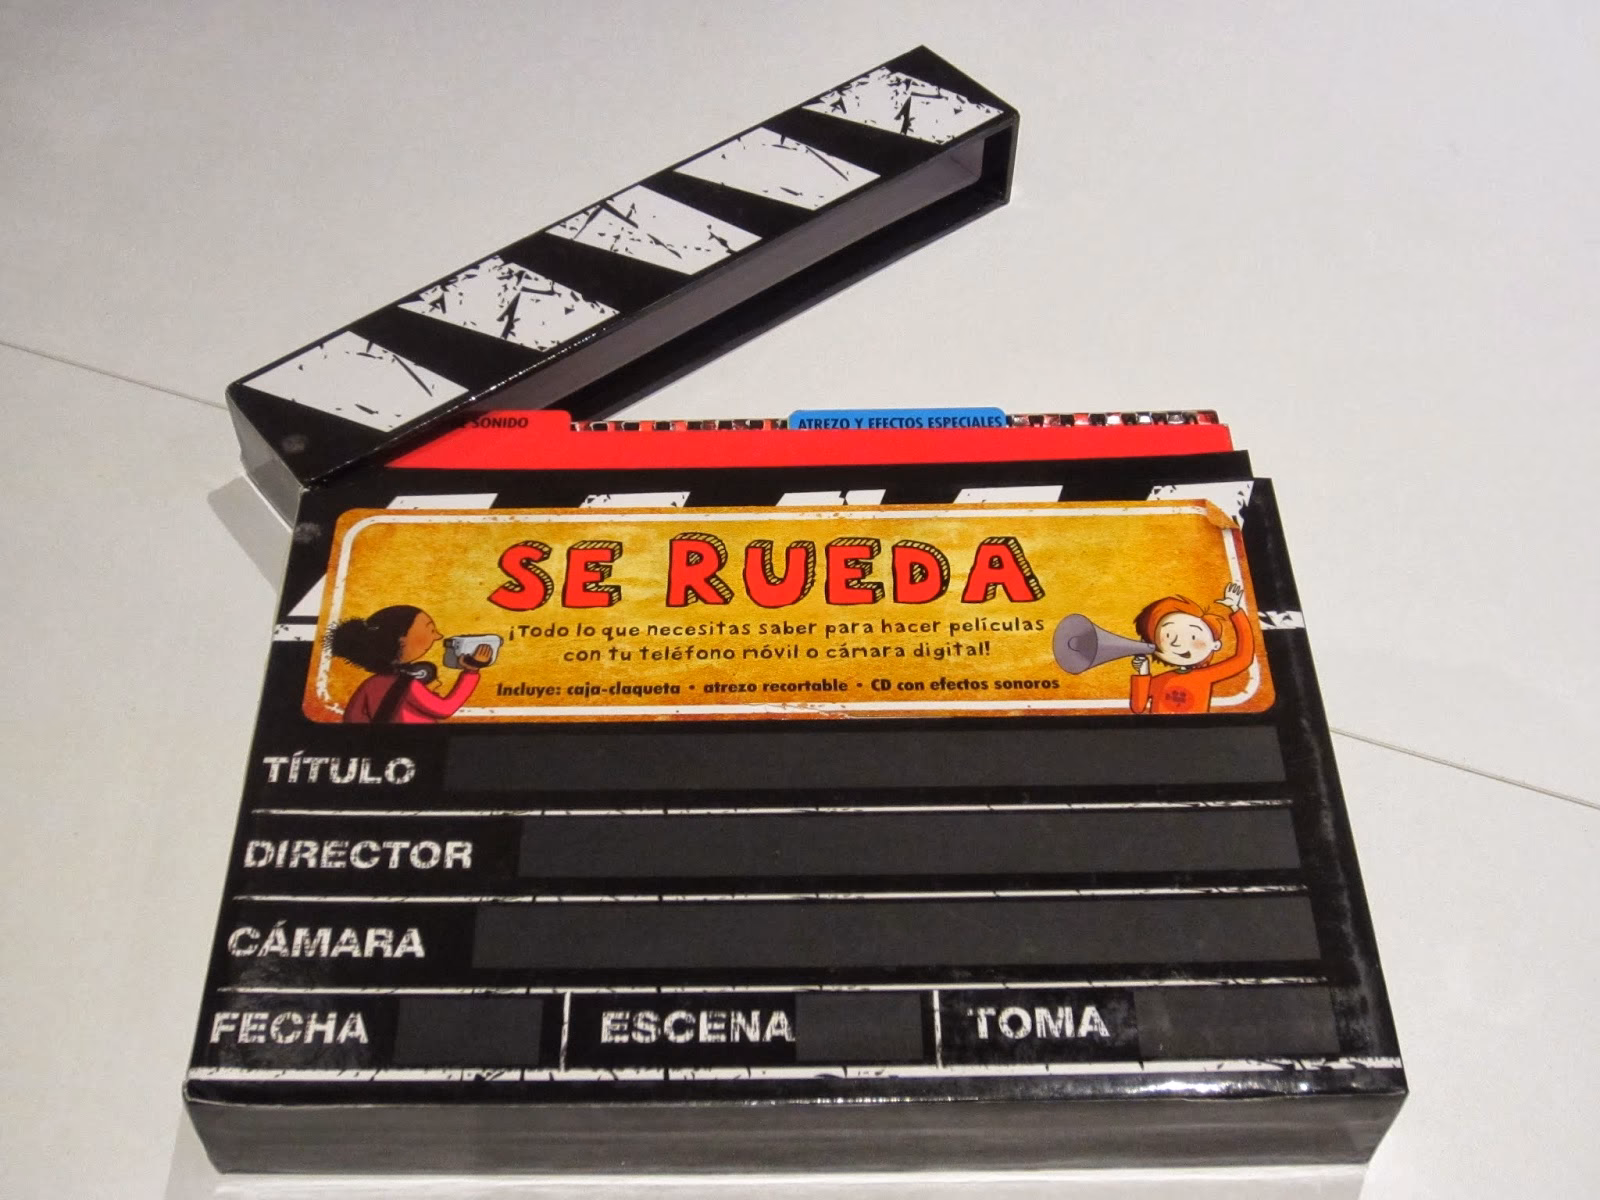 SONIDO
ATREZO Y EFECTOS ESPECIALES
SE RUEDA
¡Todo lo que necesitas saber para hacer películas
con tu teléfono móvil o cámara digital!
Incluye: caja-claqueta • atrezo recortable • CD con efectos sonoros
TÍTULO
DIRECTOR
CÁMARA
FECHA
ESCENA
TOMA